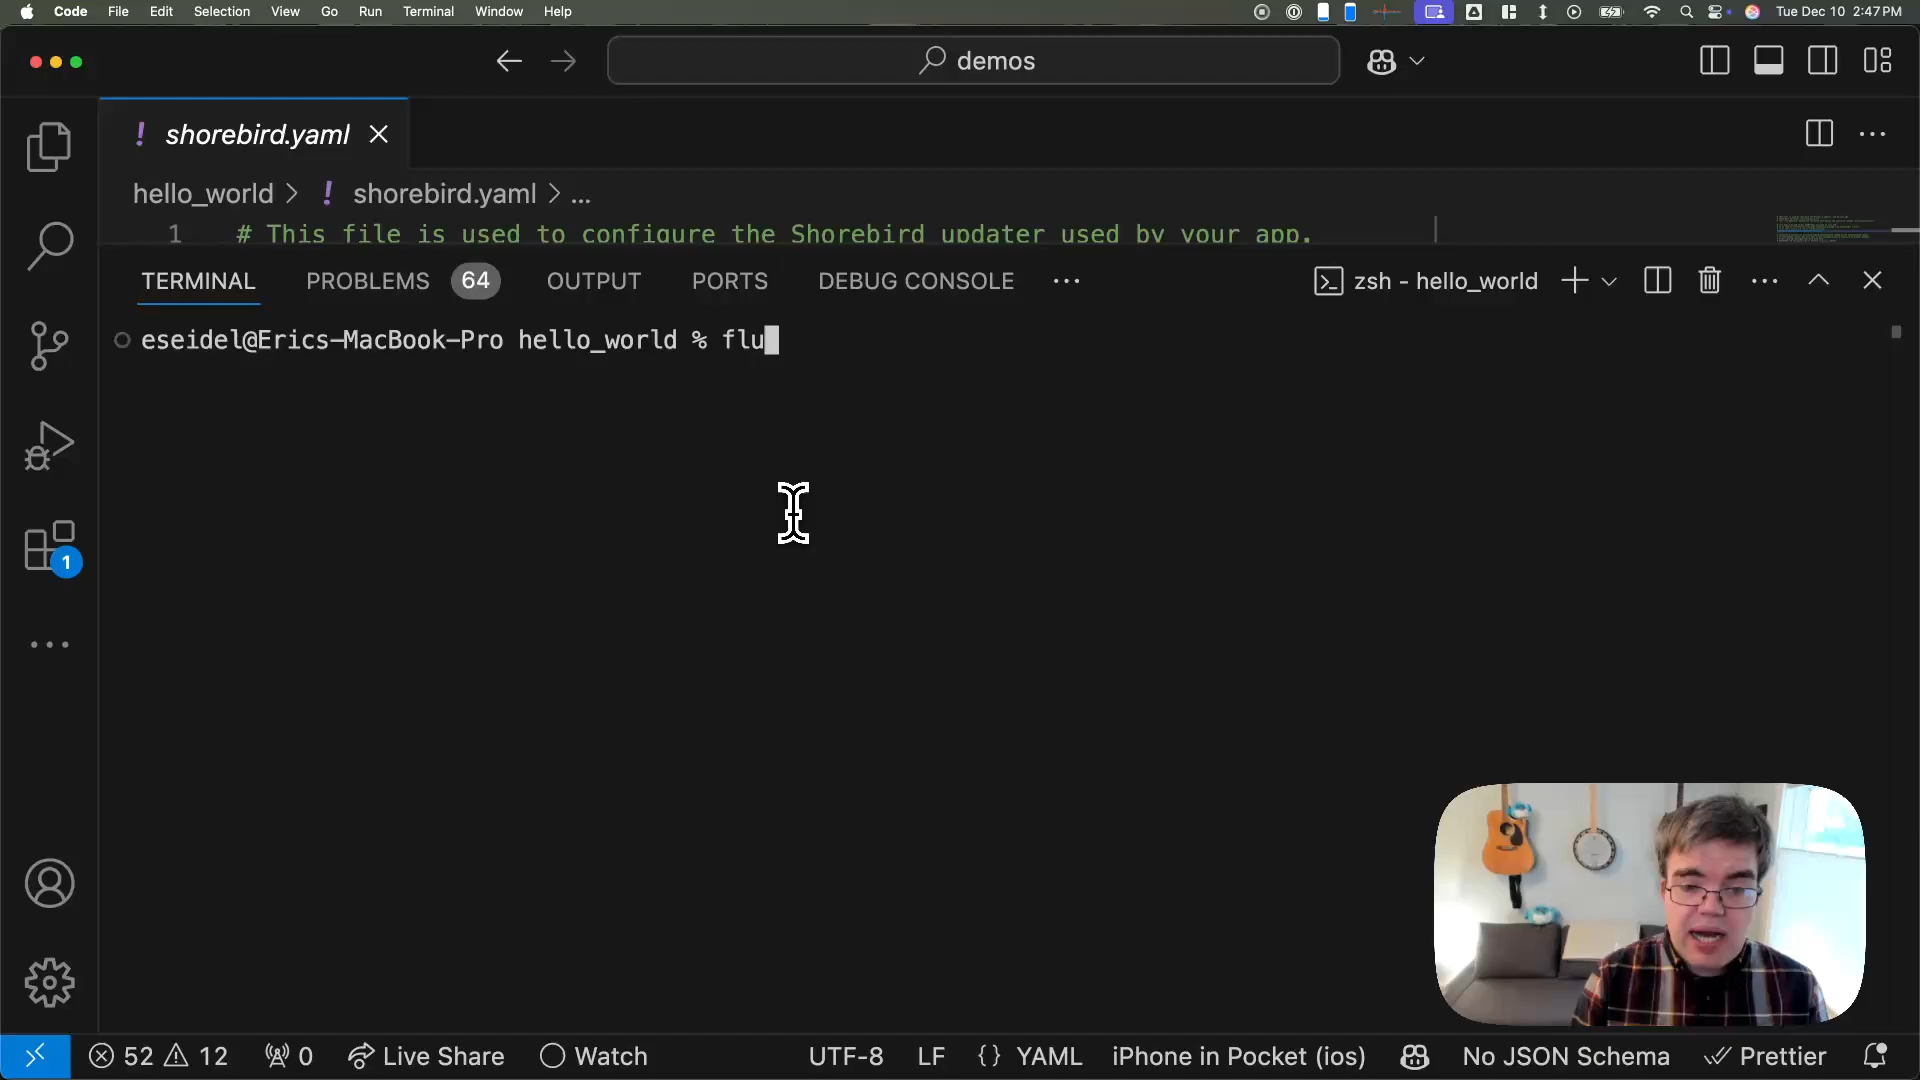 Code File Edit Selection View Go Run Terminal Window Help Tue Dec 10 2:47 PM
demos
! shorebird.yaml
hello_world > ! shorebird.yaml > ...
1 # This file is used to configure the Shorebird updater used by your app.
TERMINAL PROBLEMS 64 OUTPUT PORTS DEBUG CONSOLE ... zsh - hello_world
eseidel@Erics-MacBook-Pro hello_world % flu
1
52 12 0 Live Share Watch UTF-8 LF {} YAML iPhone in Pocket (ios) No JSON Schema Prettier